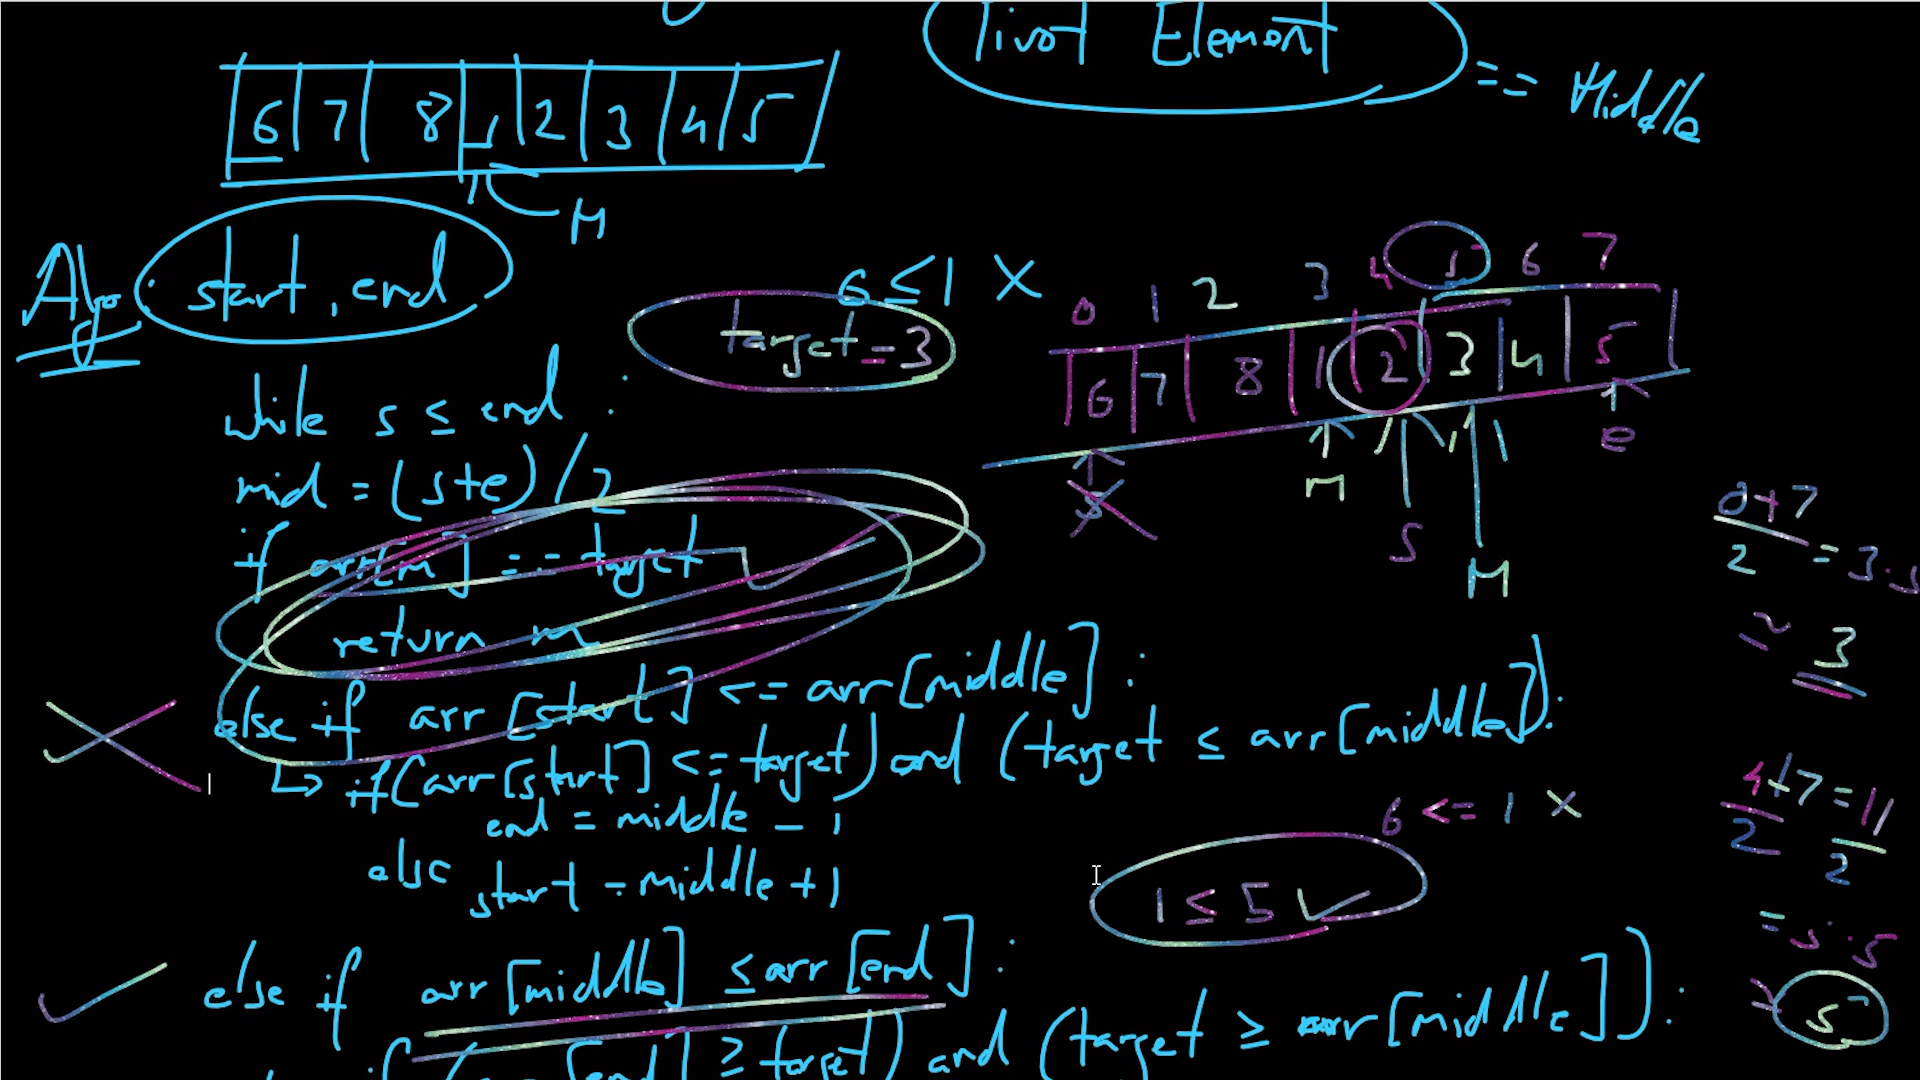 Pivot Element == Middle
6 7 8 1 2 3 4 5
M
Algo: start, end
6 ≤ 1 X
target = 3
0 1 2 3 4 5 6 7
6 7 8 1 2 3 4 5
S M S M e
while s ≤ end :
mid = (s+e)/2
if arr[m] == target
return m
else if arr[start] <= arr[middle] :
↳ if(arr[start] <= target) and (target ≤ arr[middle]) :
end = middle - 1
else start = middle + 1
6 <= 1 X
1 ≤ 5 ✓
else if arr[middle] ≤ arr[end] :
[end] ≥ target) and (target ≥ arr[middle]) :
0+7
2 = 3.5
≈ 3
4+7 = 11
2 2
= 5.5
≈ 5